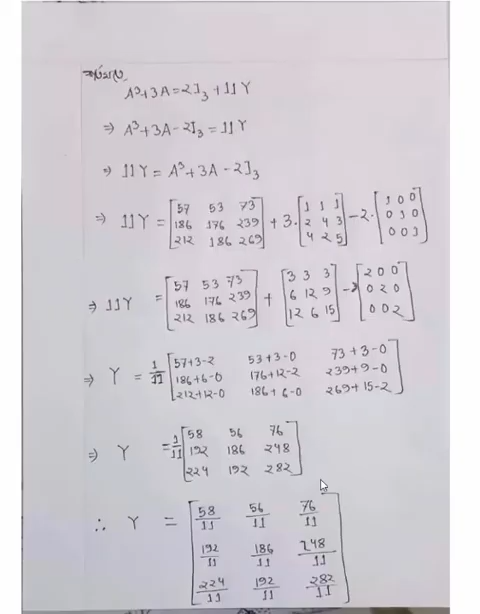 A³+3A=2I₃+11Y
⇒ A³+3A-2I₃=11Y
⇒ 11Y = A³+3A-2I₃
⇒ 11Y = [57 53 73; 186 176 239; 212 186 269] + 3·[1 1 1; 2 4 3; 4 2 5] - 2·[1 0 0; 0 1 0; 0 0 1]
⇒ 11Y = [57 53 73; 186 176 239; 212 186 269] + [3 3 3; 6 12 9; 12 6 15] - [2 0 0; 0 2 0; 0 0 2]
⇒ Y = 1/11 [57+3-2 53+3-0 73+3-0; 186+6-0 176+12-2 239+9-0; 212+12-0 186+6-0 269+15-2]
⇒ Y = 1/11 [58 56 76; 192 186 248; 224 192 282]
∴ Y = [58/11 56/11 76/11; 192/11 186/11 248/11; 224/11 192/11 282/11]